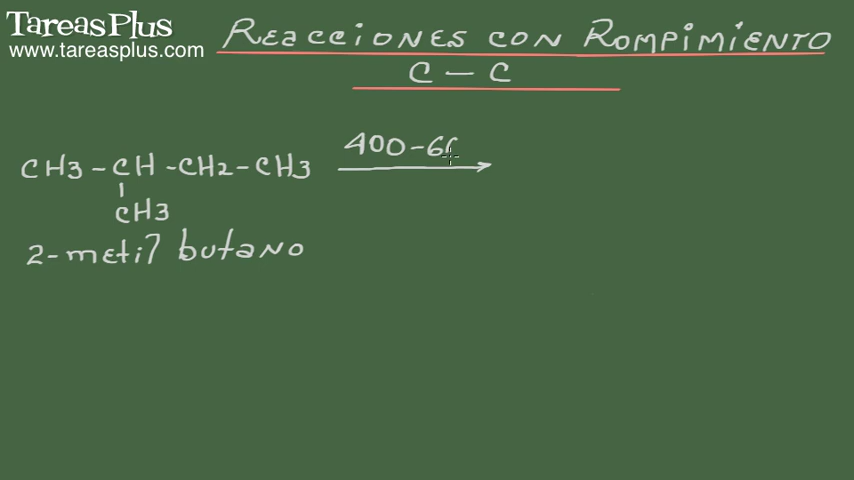 TareasPlus
www.tareasplus.com
Reacciones con Rompimiento
C - C
400-6
CH3 - CH - CH2 - CH3
CH3
2-metil butano